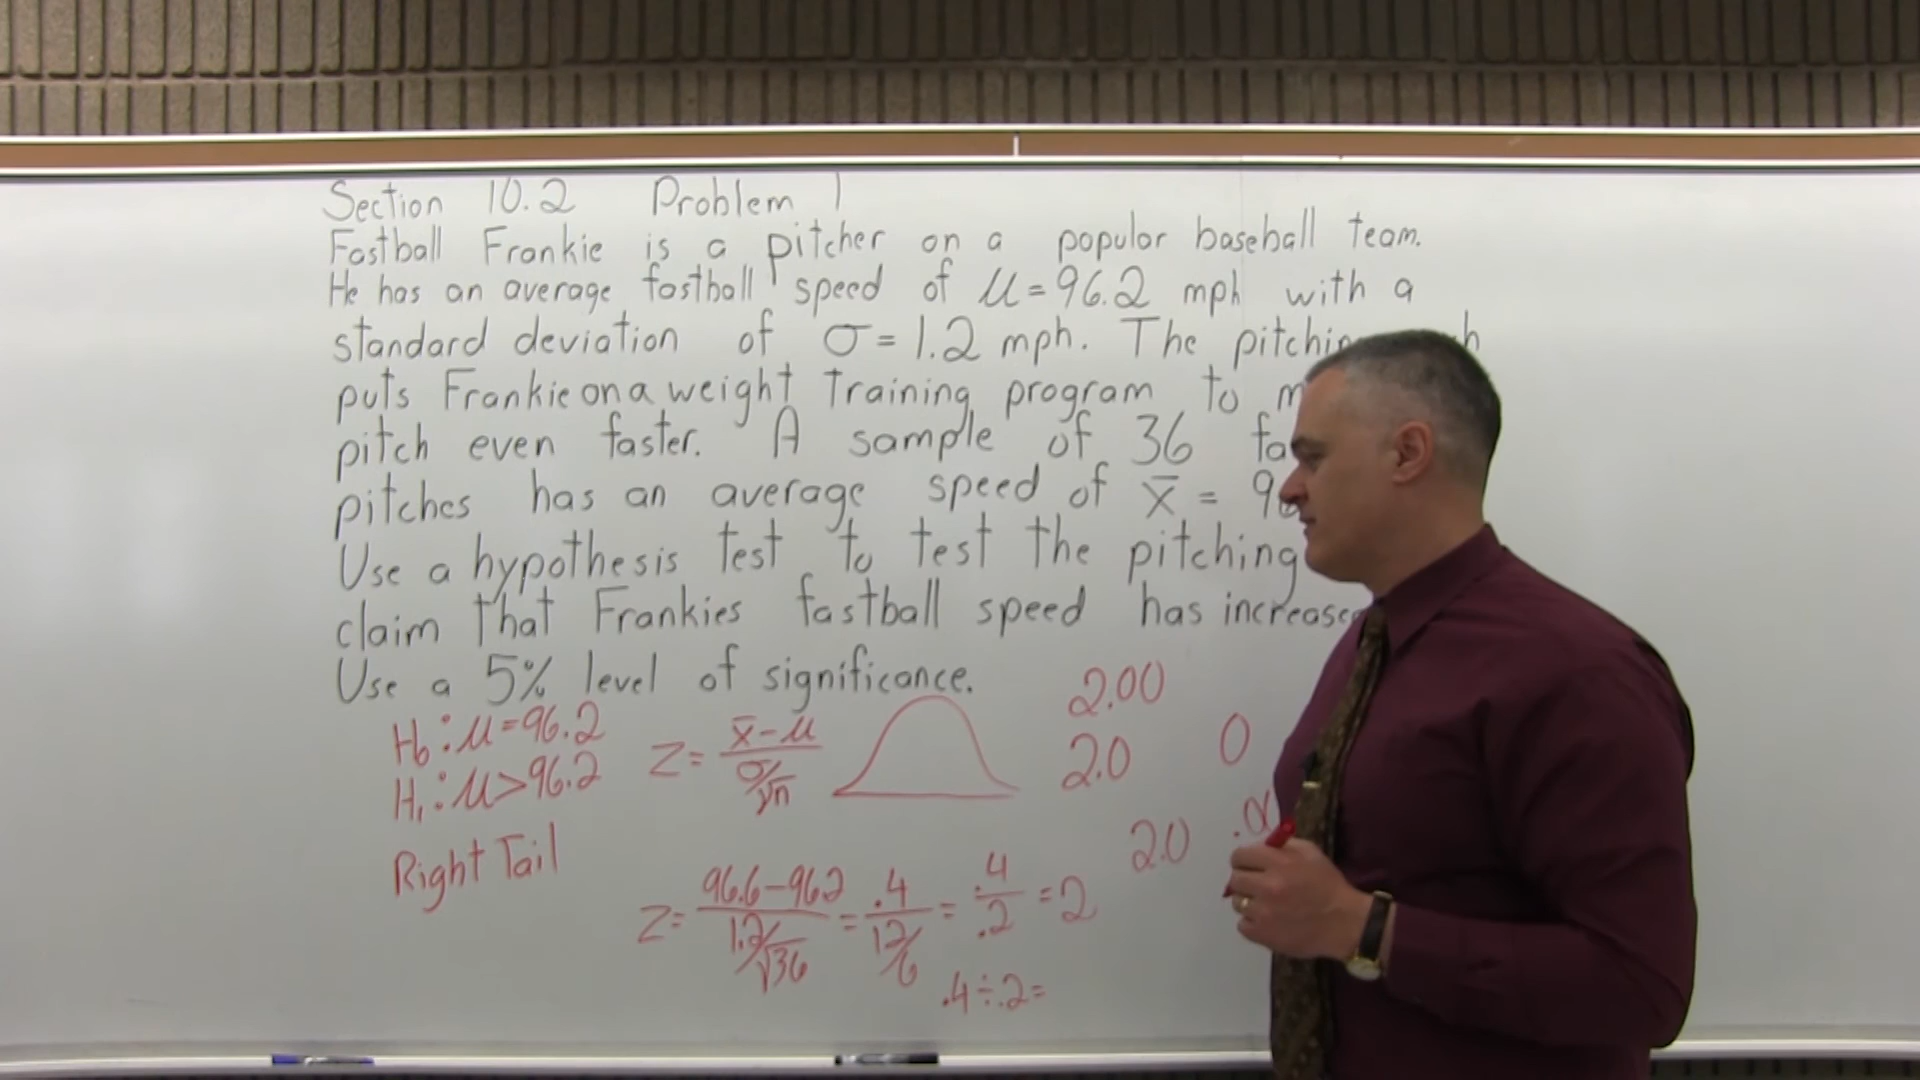 Section 10.2 Problem 1
Fastball Frankie is a pitcher on a popular baseball team.
He has an average fastball speed of μ=96.2 mph with a
standard deviation of σ=1.2 mph. The
puts Frankie on a weight training program to
pitch even faster. A sample of 36
pitches has an average speed of x̄ =
Use a hypothesis test to test the pitching
claim that Frankies fastball speed has
Use a 5% level of significance.
H₀: μ=96.2
H₁: μ>96.2
Right Tail
z= x̄-μ / σ/√n
2.00
2.0 0
2.0
z= 96.6-96.2 / 1.2/√36 = .4 / 1.2/6 = .4/.2 =2
.4÷.2=